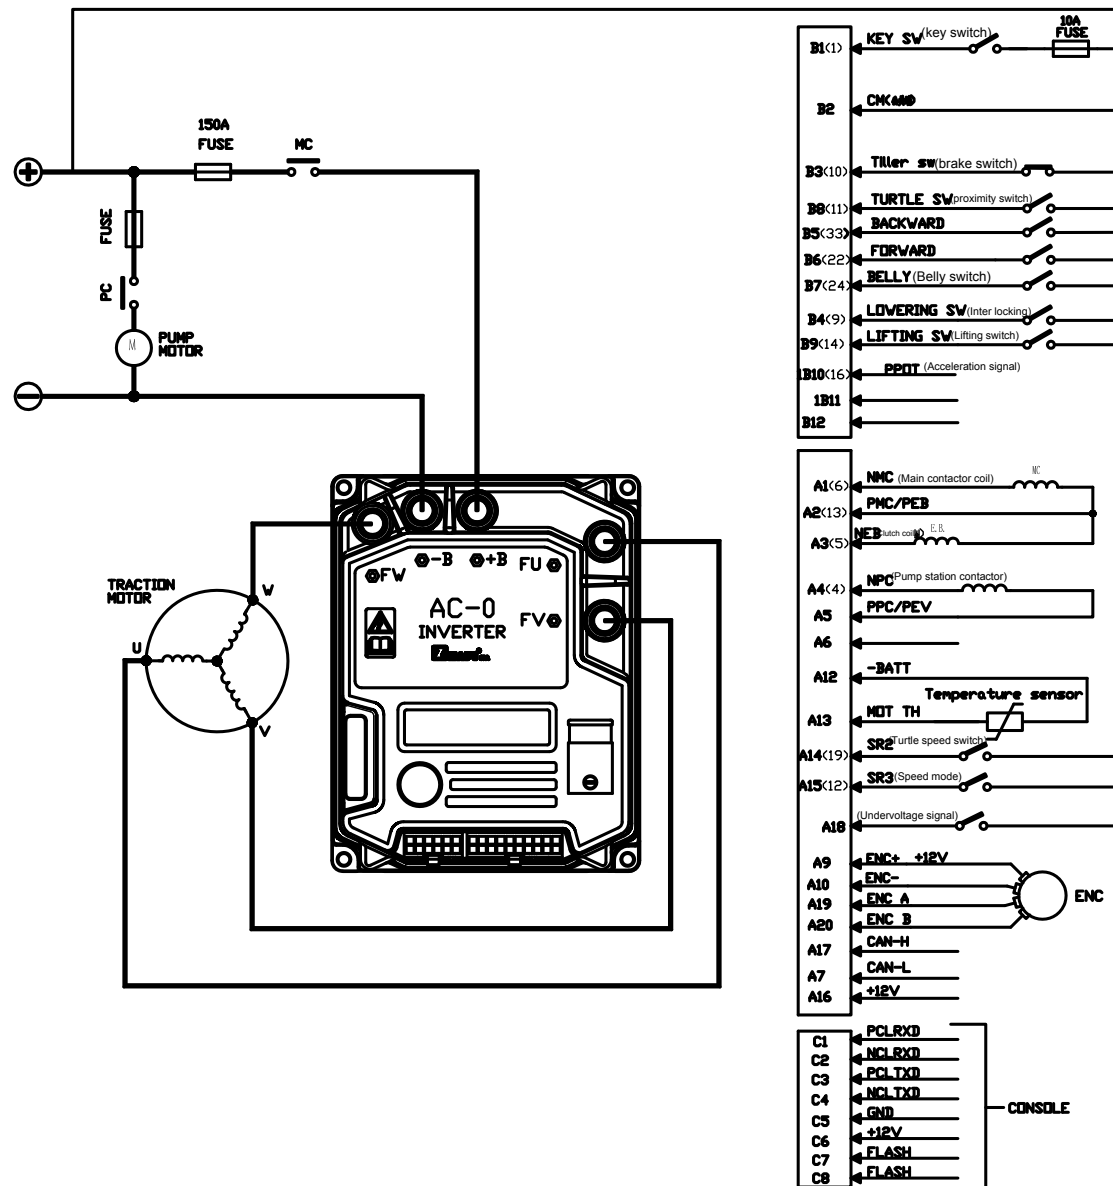 150A
FUSE
MC
FUSE
PC
M
PUMP
MOTOR
TRACTION
MOTOR
U
W
V
-B
+B
FU
FW
FV
AC-0
INVERTER
10A
FUSE
B1(1) KEY SW(key switch)
B2
B3(10) Tiller sw(brake switch)
B8(11) TURTLE SW(proximity switch)
B5(33) BACKWARD
B6(22) FORWARD
B7(24) BELLY(Belly switch)
B4(9) LOWERING SW(Inter locking)
B9(14) LIFTING SW(Lifting switch)
1B10(16) PPOT (Acceleration signal)
1B11
B12
A1(6) NMC (Main contactor coil) MC
A2(13) PMC/PEB
A3(5) NEB E.B.
A4(4) NPC(Pump station contactor)
A5 PPC/PEV
A6
A12 -BATT
Temperature sensor
A13 MOT TH
A14(19) SR2(Turtle speed switch)
A15(12) SR3(Speed mode)
A18 (Undervoltage signal)
A9 ENC+ +12V
A10 ENC-
A19 ENC A
A20 ENC B
ENC
A17 CAN-H
A7 CAN-L
A16 +12V
C1 PCLRXD
C2 NCLRXD
C3 PCLTXD
C4 NCLTXD
C5 GND
C6 +12V
C7 FLASH
C8 FLASH
CONSOLE